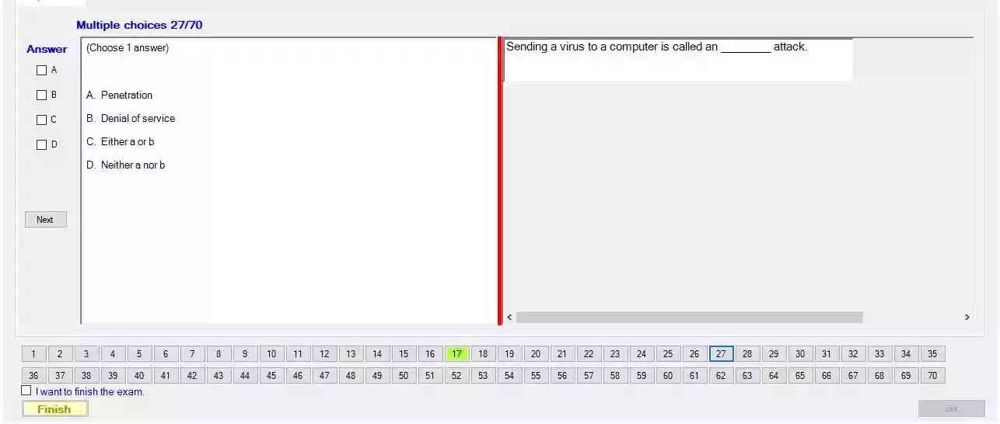 Multiple choices 27/70
Answer
(Choose 1 answer)
Sending a virus to a computer is called an ________ attack.
A
B
A. Penetration
C
B. Denial of service
D
C. Either a or b
D. Neither a nor b
Next
1 2 3 4 5 6 7 8 9 10 11 12 13 14 15 16 17 18 19 20 21 22 23 24 25 26 27 28 29 30 31 32 33 34 35
36 37 38 39 40 41 42 43 44 45 46 47 48 49 50 51 52 53 54 55 56 57 58 59 60 61 62 63 64 65 66 67 68 69 70
I want to finish the exam.
Finish
Exit